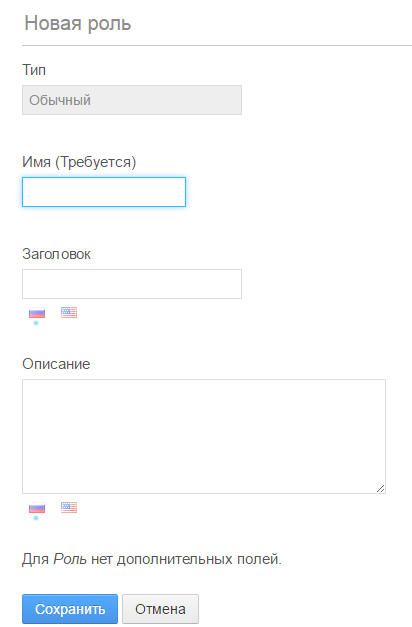 Новая роль
Тип
Обычный
Имя (Требуется)
Заголовок
Описание
Для Роль нет дополнительных полей.
Сохранить Отмена